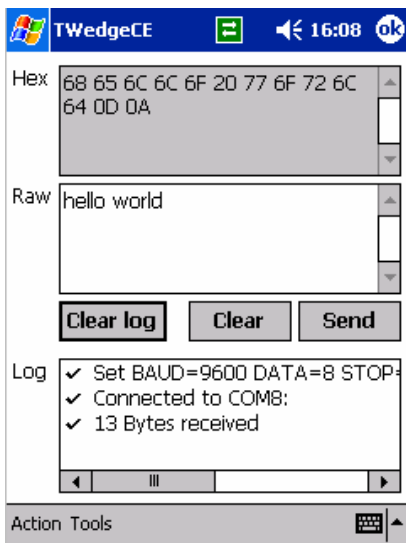 TWedgeCE 16:08 ok
Hex
68 65 6C 6C 6F 20 77 6F 72 6C
64 0D 0A
Raw
hello world
Clear log Clear Send
Log
Set BAUD=9600 DATA=8 STOP=
Connected to COM8:
13 Bytes received
Action Tools